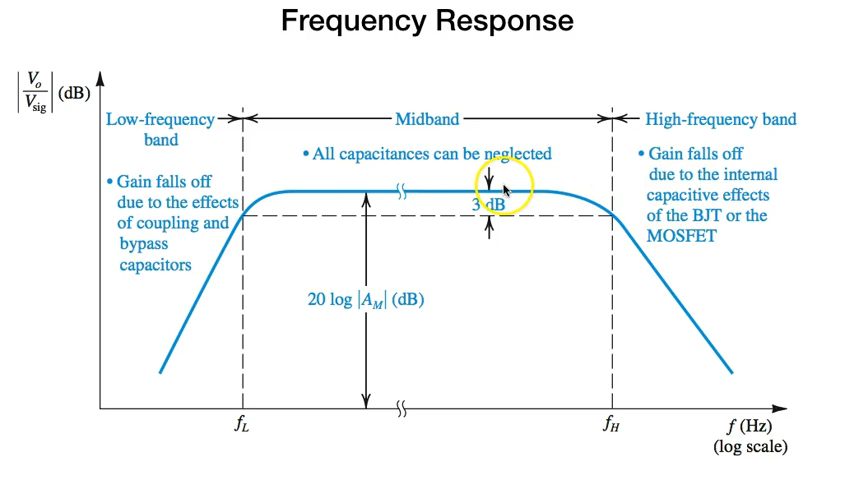 Frequency Response
|Vo/Vsig| (dB)
Low-frequency
band
Midband
High-frequency band
• All capacitances can be neglected
• Gain falls off
due to the effects
of coupling and
bypass
capacitors
• Gain falls off
due to the internal
capacitive effects
of the BJT or the
MOSFET
3 dB
20 log |AM| (dB)
fL
fH
f (Hz)
(log scale)